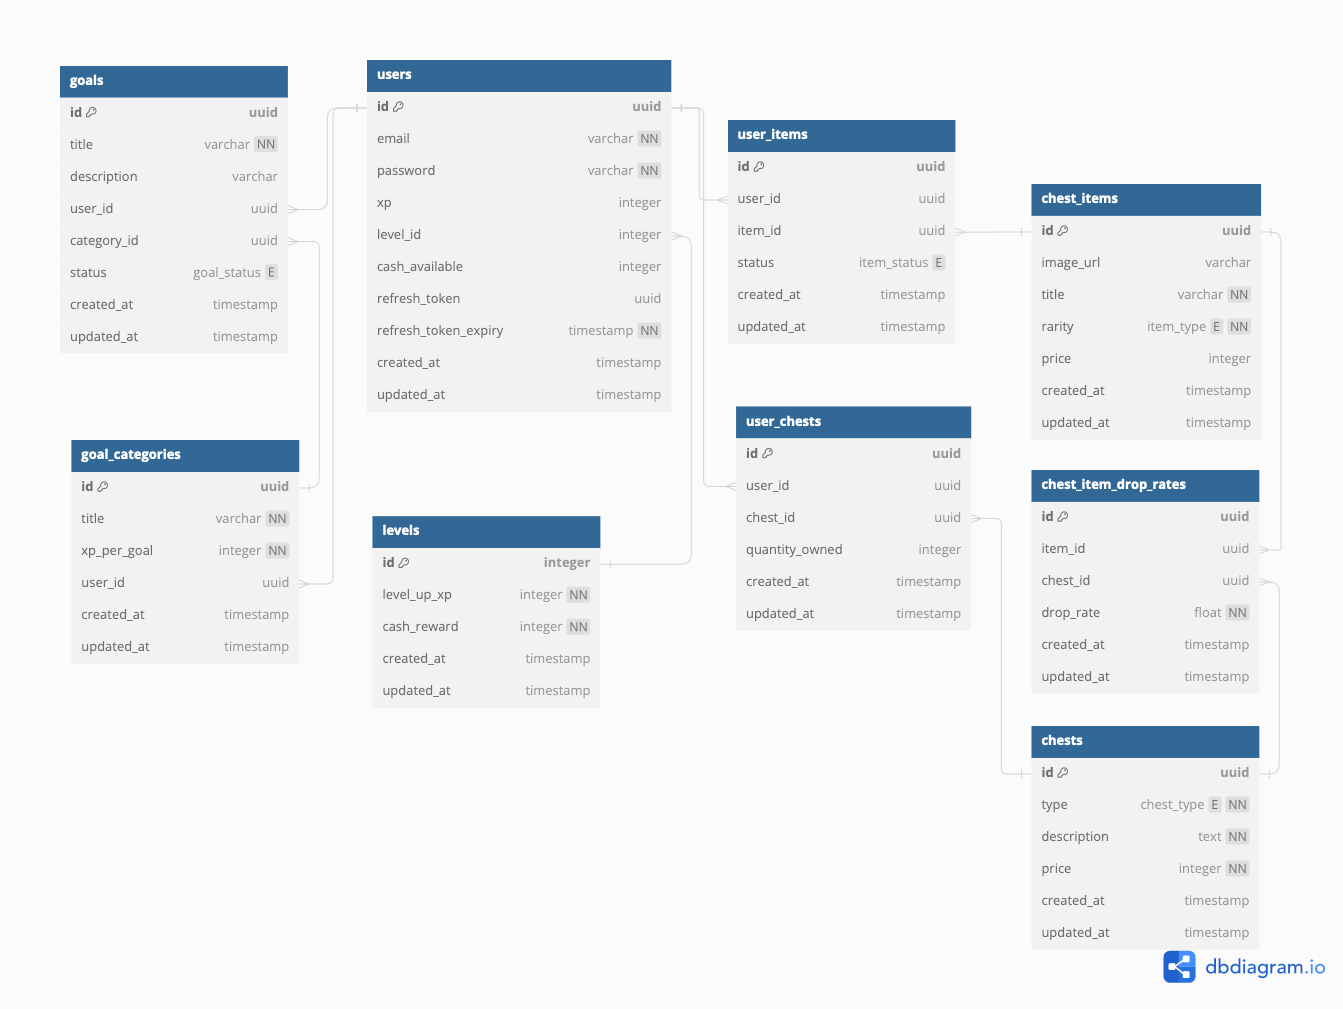 goals
id uuid
title varchar NN
description varchar
user_id uuid
category_id uuid
status goal_status E
created_at timestamp
updated_at timestamp
users
id uuid
email varchar NN
password varchar NN
xp integer
level_id integer
cash_available integer
refresh_token uuid
refresh_token_expiry timestamp NN
created_at timestamp
updated_at timestamp
user_items
id uuid
user_id uuid
item_id uuid
status item_status E
created_at timestamp
updated_at timestamp
chest_items
id uuid
image_url varchar
title varchar NN
rarity item_type E NN
price integer
created_at timestamp
updated_at timestamp
goal_categories
id uuid
title varchar NN
xp_per_goal integer NN
user_id uuid
created_at timestamp
updated_at timestamp
levels
id integer
level_up_xp integer NN
cash_reward integer NN
created_at timestamp
updated_at timestamp
user_chests
id uuid
user_id uuid
chest_id uuid
quantity_owned integer
created_at timestamp
updated_at timestamp
chest_item_drop_rates
id uuid
item_id uuid
chest_id uuid
drop_rate float NN
created_at timestamp
updated_at timestamp
chests
id uuid
type chest_type E NN
description text NN
price integer NN
created_at timestamp
updated_at timestamp
dbdiagram.io